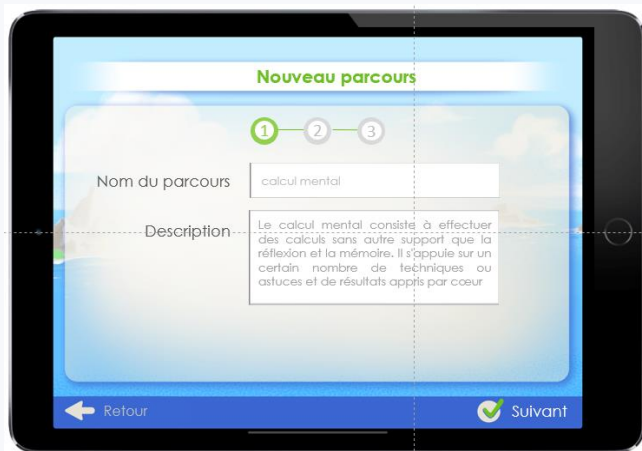 Nouveau parcours
1 2 3
Nom du parcours calcul mental
Description
Le calcul mental consiste à effectuer
des calculs sans autre support que la
réflexion et la mémoire. Il s'appuie sur un
certain nombre de techniques ou
astuces et de résultats appris par cœur
Retour Suivant